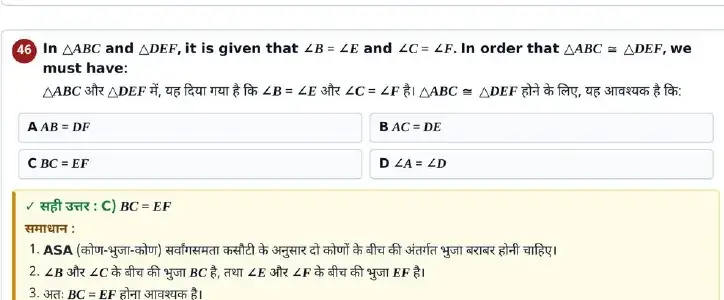 46 In △ABC and △DEF, it is given that ∠B = ∠E and ∠C = ∠F. In order that △ABC ≅ △DEF, we
must have:
△ABC और △DEF में, यह दिया गया है कि ∠B = ∠E और ∠C = ∠F है। △ABC ≅ △DEF होने के लिए, यह आवश्यक है कि:
A AB = DF
B AC = DE
C BC = EF
D ∠A = ∠D
✓ सही उत्तर : C) BC = EF
समाधान :
1. ASA (कोण-भुजा-कोण) सर्वांगसमता कसौटी के अनुसार दो कोणों के बीच की अंतर्गत भुजा बराबर होनी चाहिए।
2. ∠B और ∠C के बीच की भुजा BC है, तथा ∠E और ∠F के बीच की भुजा EF है।
3. अतः BC = EF होना आवश्यक है।